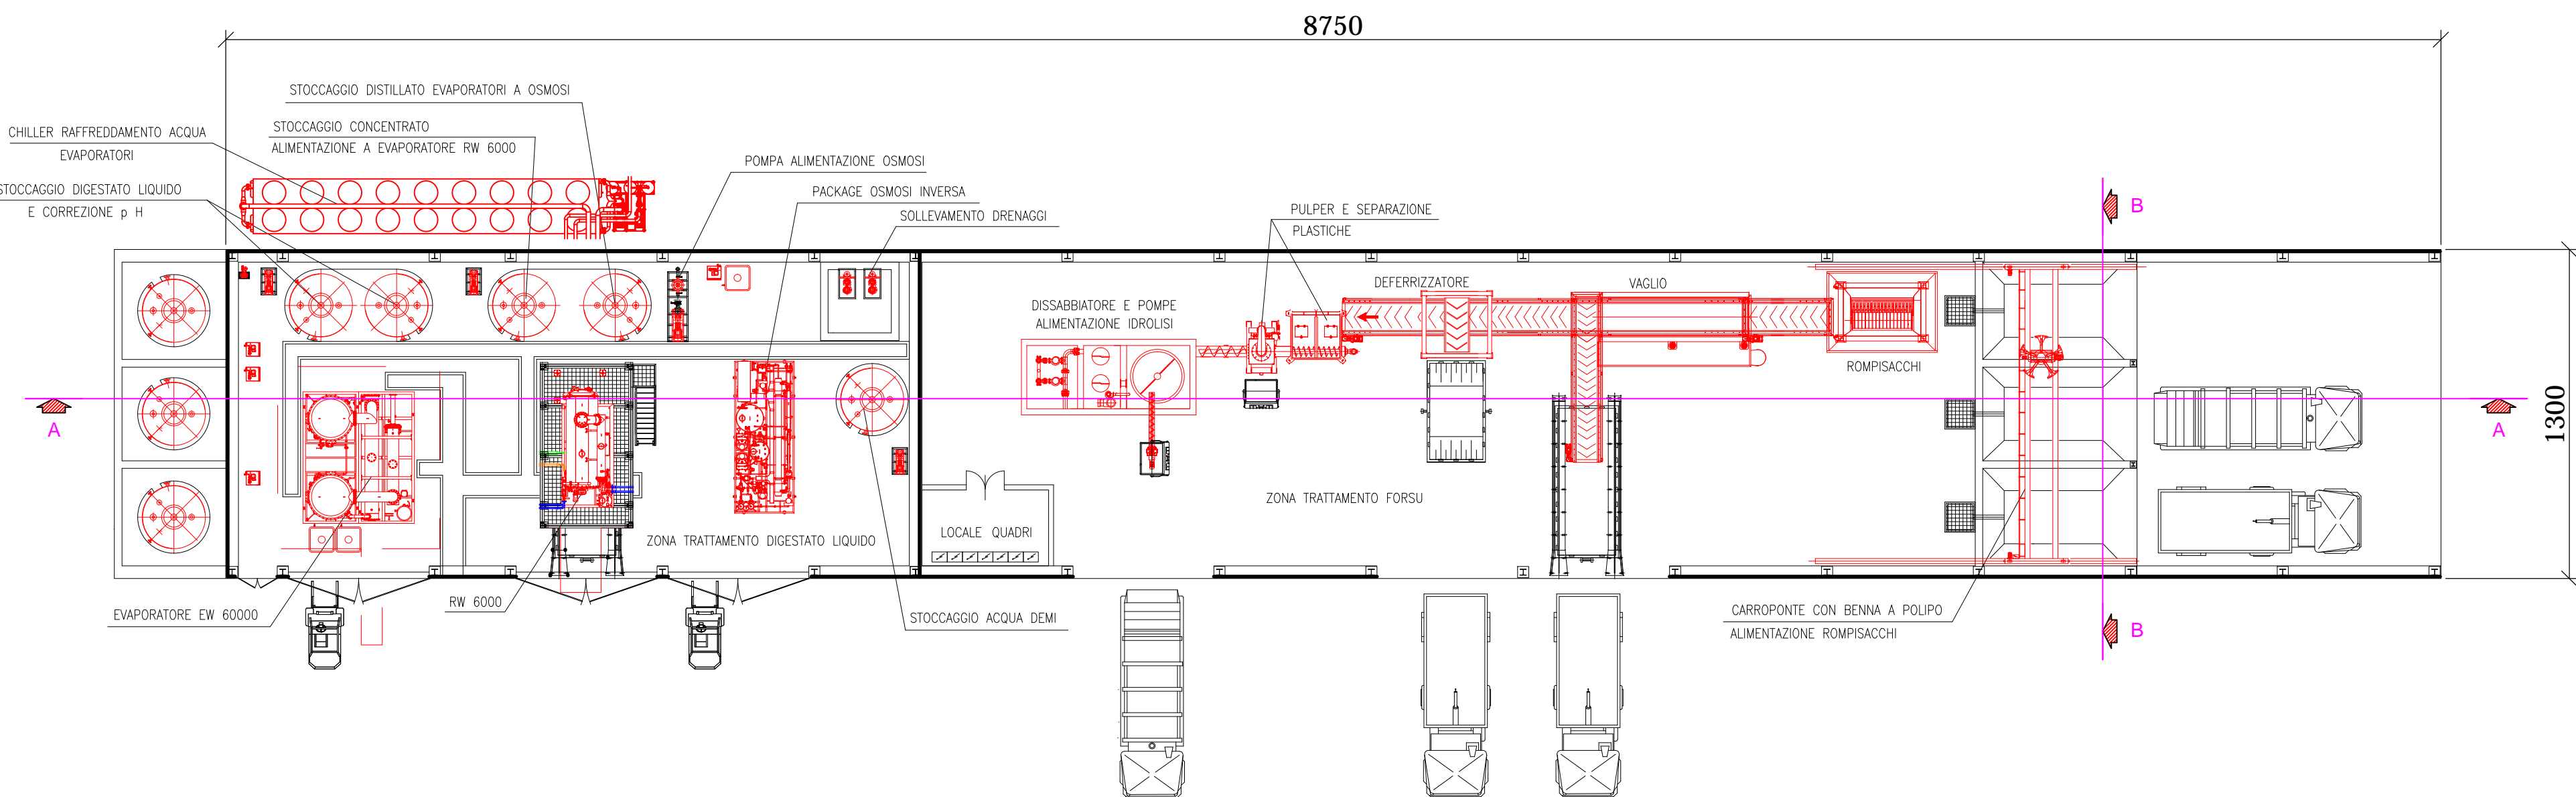 8750
STOCCAGGIO DISTILLATO EVAPORATORI A OSMOSI
STOCCAGGIO CONCENTRATO
ALIMENTAZIONE A EVAPORATORE RW 6000
CHILLER RAFFREDDAMENTO ACQUA
EVAPORATORI
STOCCAGGIO DIGESTATO LIQUIDO
E CORREZIONE p H
POMPA ALIMENTAZIONE OSMOSI
PACKAGE OSMOSI INVERSA
SOLLEVAMENTO DRENAGGI
PULPER E SEPARAZIONE
PLASTICHE
B
DEFERRIZZATORE
VAGLIO
DISSABBIATORE E POMPE
ALIMENTAZIONE IDROLISI
ROMPISACCHI
A
A
1300
ZONA TRATTAMENTO FORSU
LOCALE QUADRI
ZONA TRATTAMENTO DIGESTATO LIQUIDO
EVAPORATORE EW 60000
RW 6000
STOCCAGGIO ACQUA DEMI
CARROPONTE CON BENNA A POLIPO
ALIMENTAZIONE ROMPISACCHI
B